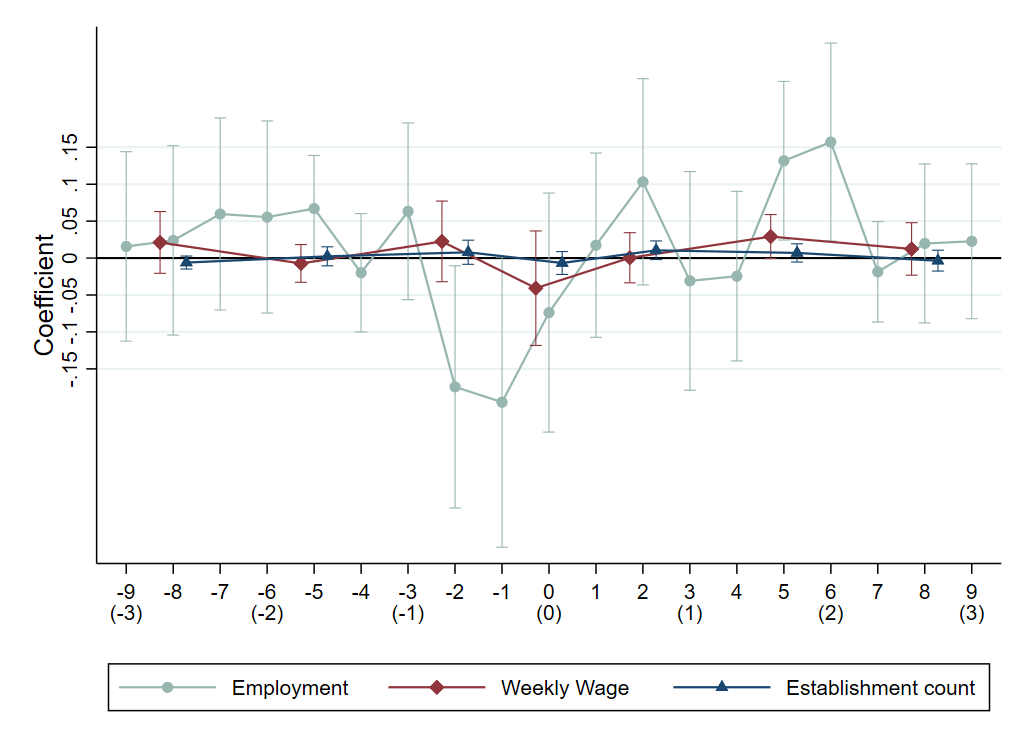 Coefficient
.15
.1
.05
0
-.05
-.1
-.15
-9 -8 -7 -6 -5 -4 -3 -2 -1 0 1 2 3 4 5 6 7 8 9
(-3) (-2) (-1) (0) (1) (2) (3)
Employment Weekly Wage Establishment count